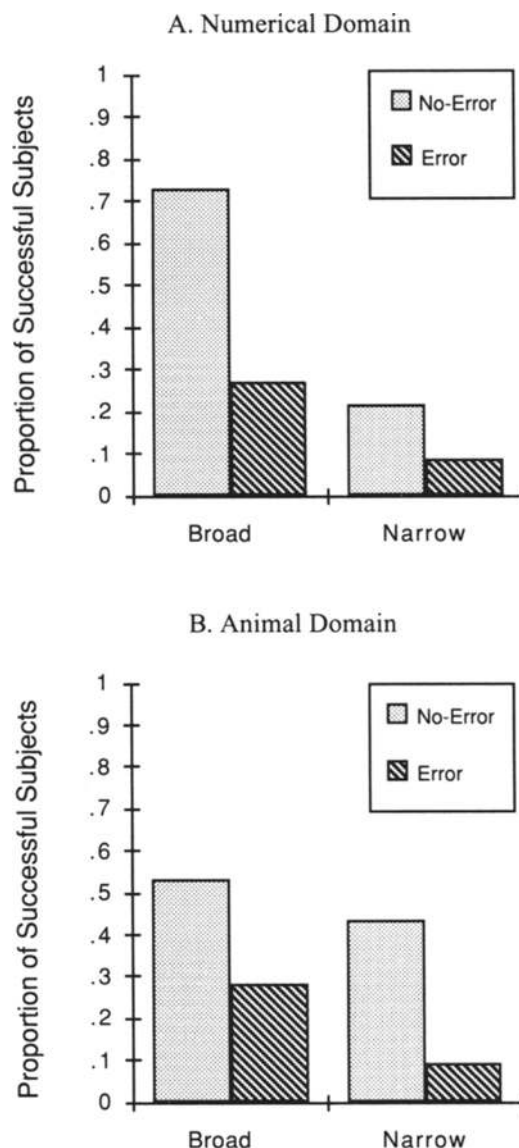 A. Numerical Domain
Proportion of Successful Subjects
1
.9
.8
.7
.6
.5
.4
.3
.2
.1
0
No-Error
Error
Broad Narrow
B. Animal Domain
Proportion of Successful Subjects
1
.9
.8
.7
.6
.5
.4
.3
.2
.1
0
No-Error
Error
Broad Narrow